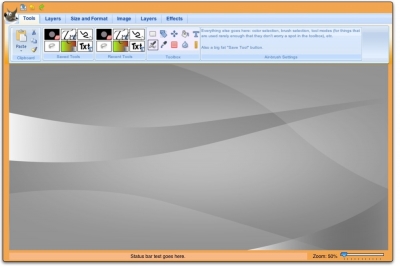 Tools Layers Size and Format Image Layers Effects
Everything else goes here: color selection, brush selection, tool modes (for things that
are used rarely enough that they don't merit a spot in the toolbox), etc.
Also a big fat "Save Tool" button.
Paste
Txt Txt
Clipboard Saved Tools Recent Tools Toolbox Airbrush Settings
Status bar text goes here. Zoom: 50%